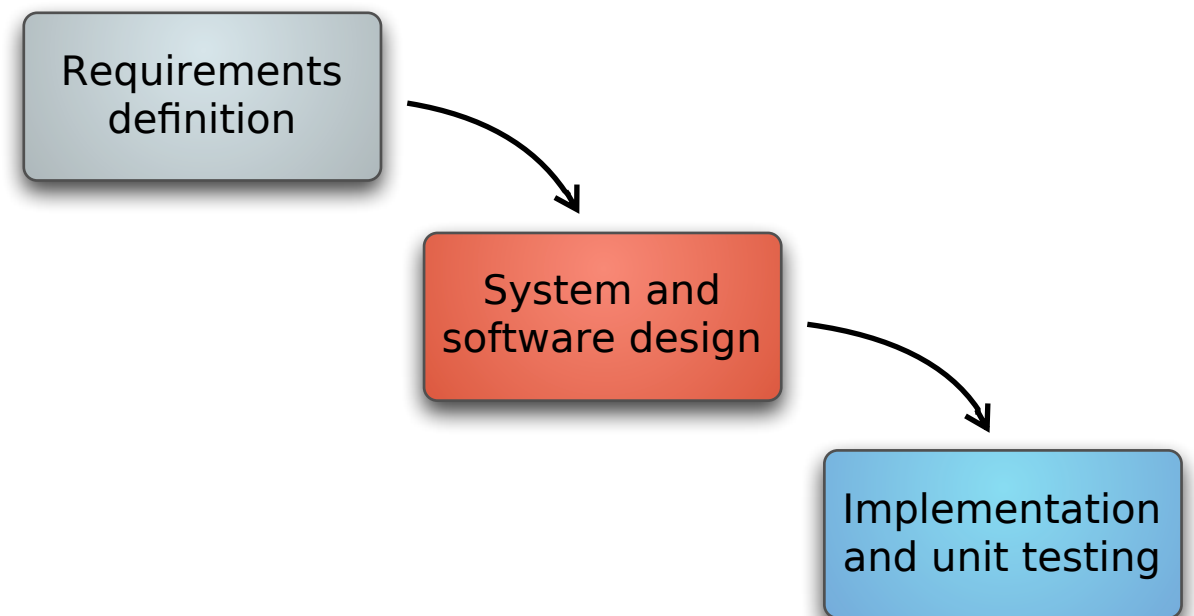 Requirements
definition
System and
software design
Implementation
and unit testing